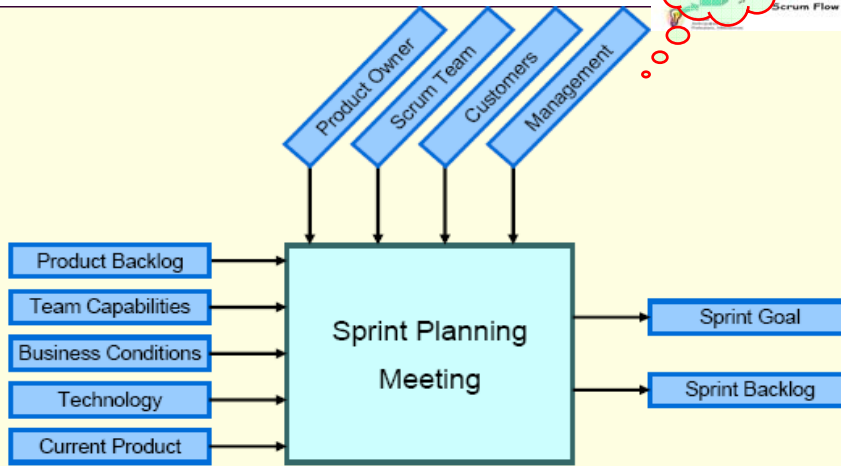 Scrum Flow
Product Owner
Scrum Team
Customers
Management
Product Backlog
Team Capabilities
Business Conditions
Technology
Current Product
Sprint Planning
Meeting
Sprint Goal
Sprint Backlog